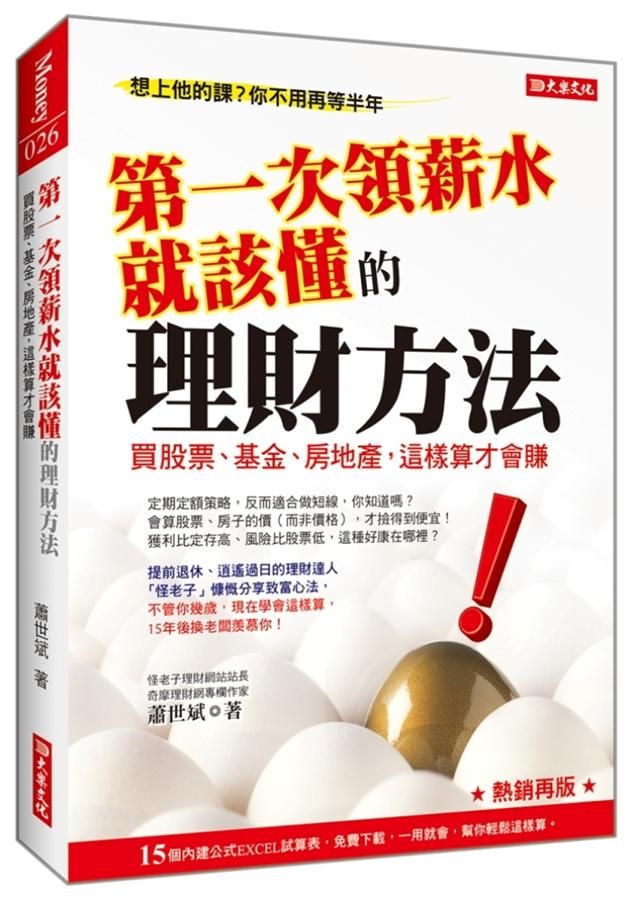 Money
026
第一次領薪水就該懂的理財方法
買股票、基金、房地產，這樣算才會賺
蕭世斌 著
大樂文化
想上他的課？你不用再等半年
大樂文化
第一次領薪水
就該懂的
理財方法
買股票、基金、房地產，這樣算才會賺
定期定額策略，反而適合做短線，你知道嗎？
會算股票、房子的價（而非價格），才撿得到便宜！
獲利比定存高、風險比股票低，這種好康在哪裡？
提前退休、逍遙過日的理財達人
「怪老子」慷慨分享致富心法，
不管你幾歲，現在學會這樣算，
15年後換老闆羨慕你！
怪老子理財網站站長
奇摩理財網專欄作家
蕭世斌◎著
★ 熱銷再版 ★
15個內建公式EXCEL試算表，免費下載，一用就會，幫你輕鬆這樣算。